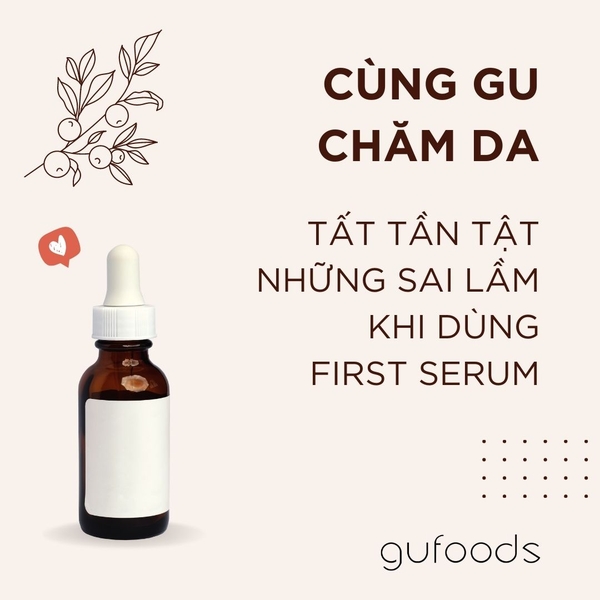 CÙNG GU
CHĂM DA
TẤT TẦN TẬT
NHỮNG SAI LẦM
KHI DÙNG
FIRST SERUM
gufoods